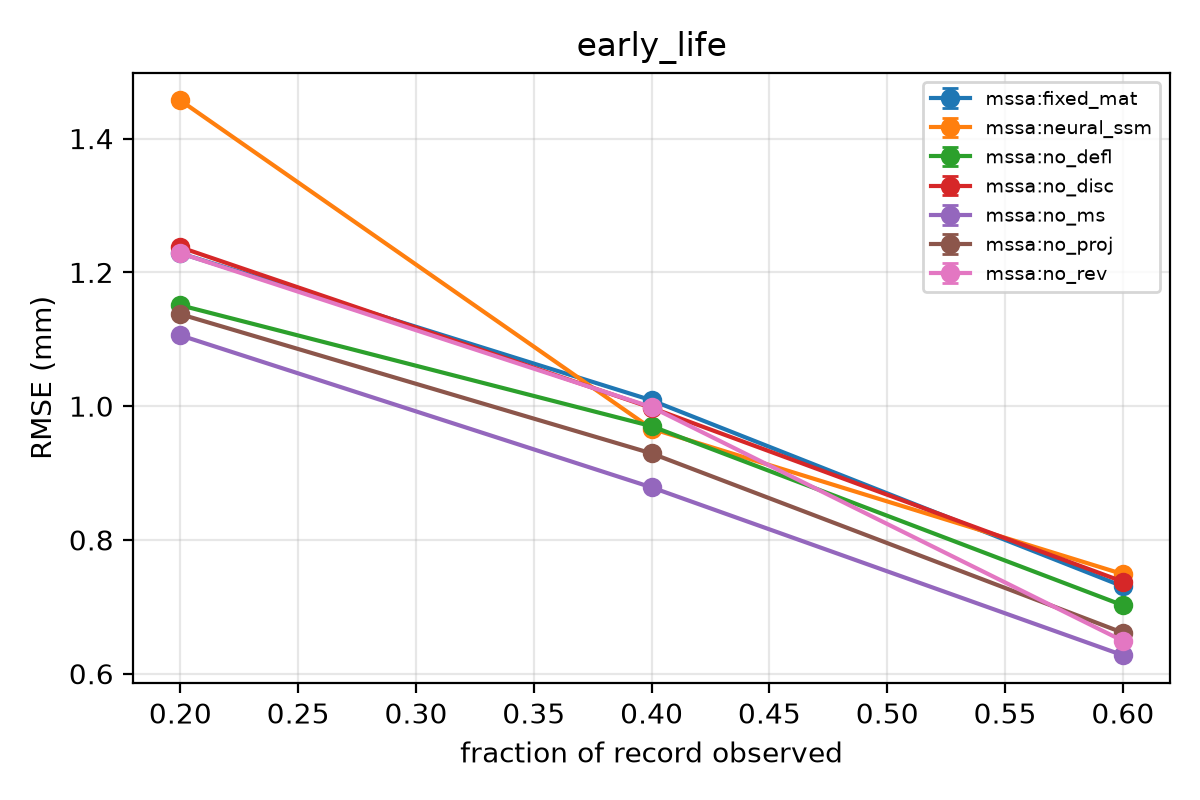 early_life
RMSE (mm)
1.4
1.2
1.0
0.8
0.6
mssa:fixed_mat
mssa:neural_ssm
mssa:no_defl
mssa:no_disc
mssa:no_ms
mssa:no_proj
mssa:no_rev
0.20 0.25 0.30 0.35 0.40 0.45 0.50 0.55 0.60
fraction of record observed